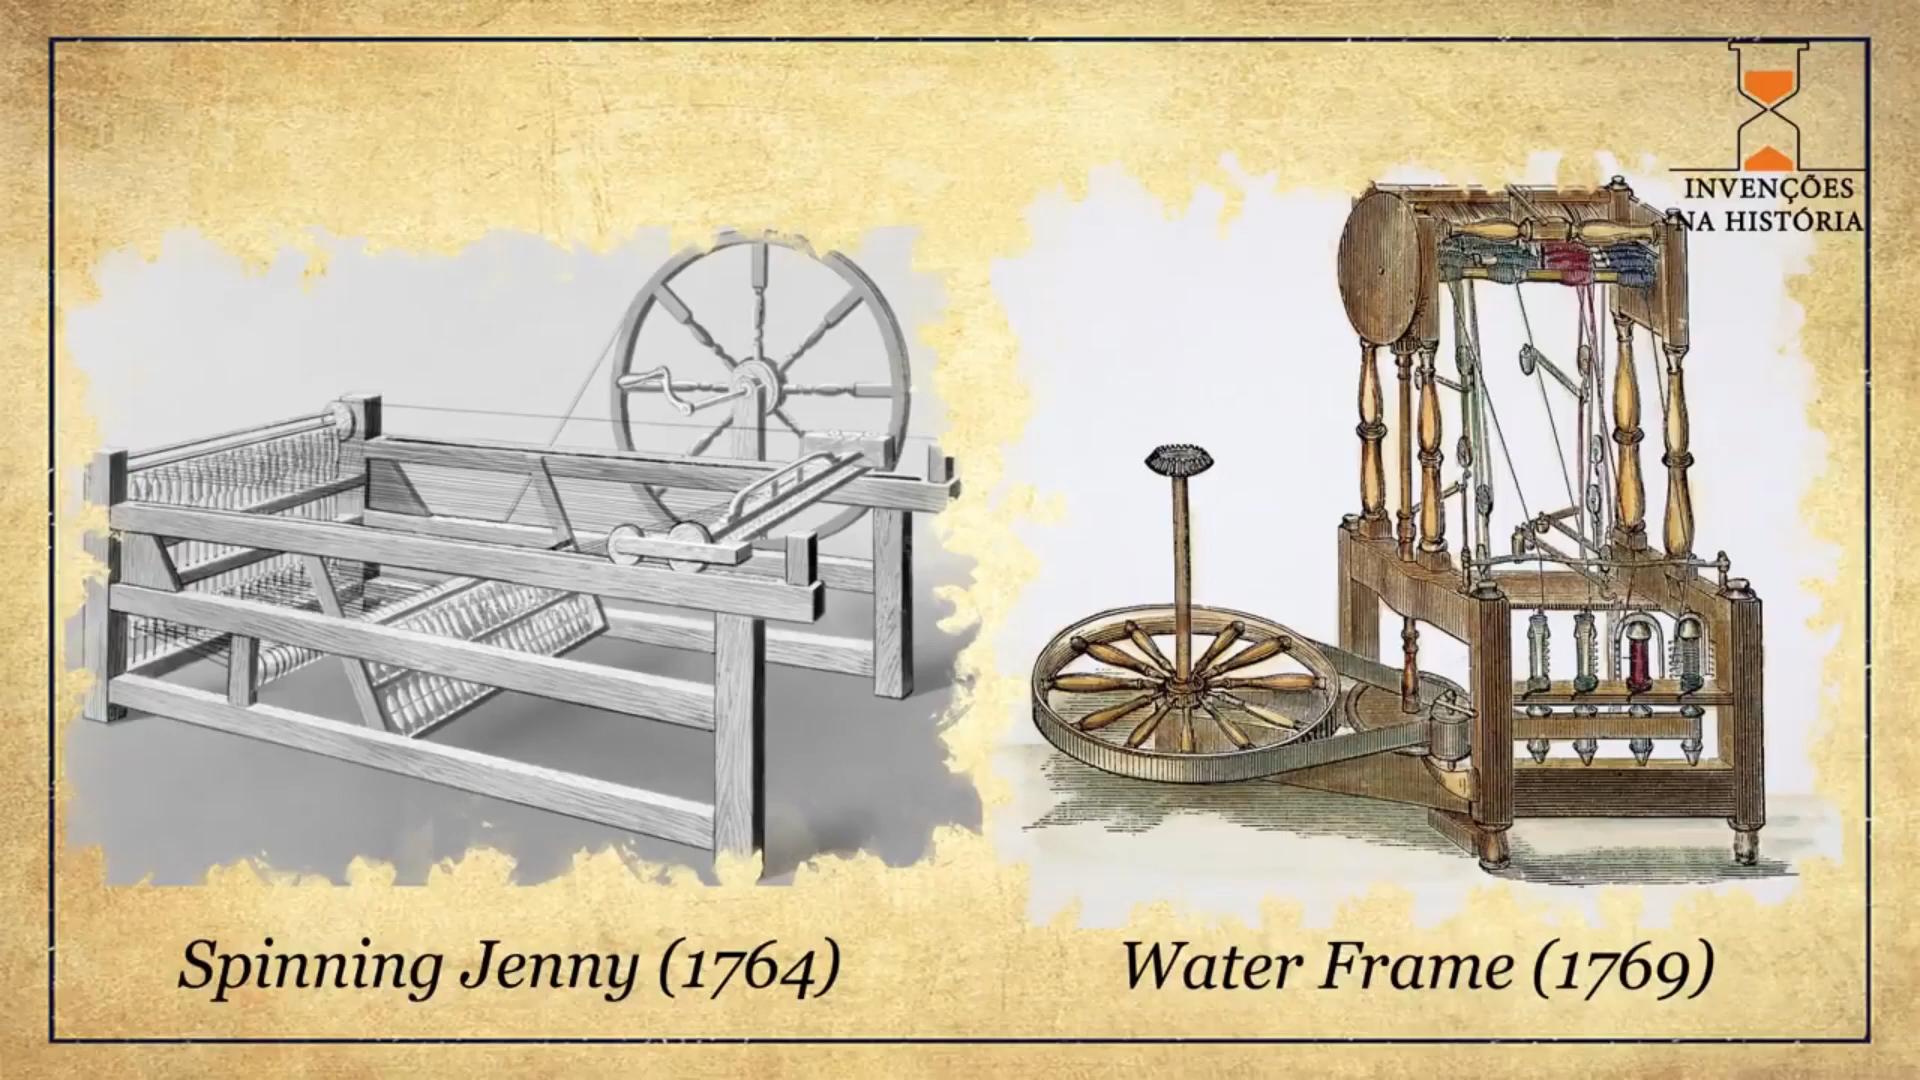 INVENÇÕES
NA HISTÓRIA
Spinning Jenny (1764)
Water Frame (1769)